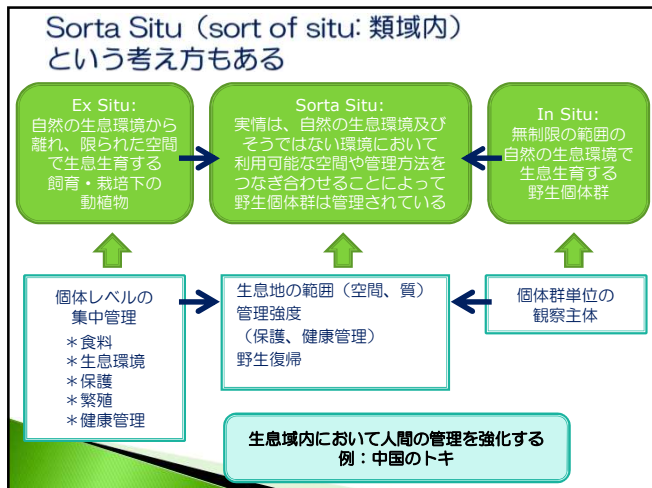 Sorta Situ（sort of situ: 類域内）
という考え方もある
Ex Situ:
自然の生息環境から
離れ、限られた空間
で生息生育する
飼育・栽培下の
動植物
Sorta Situ:
実情は、自然の生息環境及び
そうではない環境において
利用可能な空間や管理方法を
つなぎ合わせることによって
野生個体群は管理されている
In Situ:
無制限の範囲の
自然の生息環境で
生息生育する
野生個体群
個体レベルの
集中管理
＊食料
＊生息環境
＊保護
＊繁殖
＊健康管理
生息地の範囲（空間、質）
管理強度
（保護、健康管理）
野生復帰
個体群単位の
観察主体
生息域内において人間の管理を強化する
例：中国のトキ